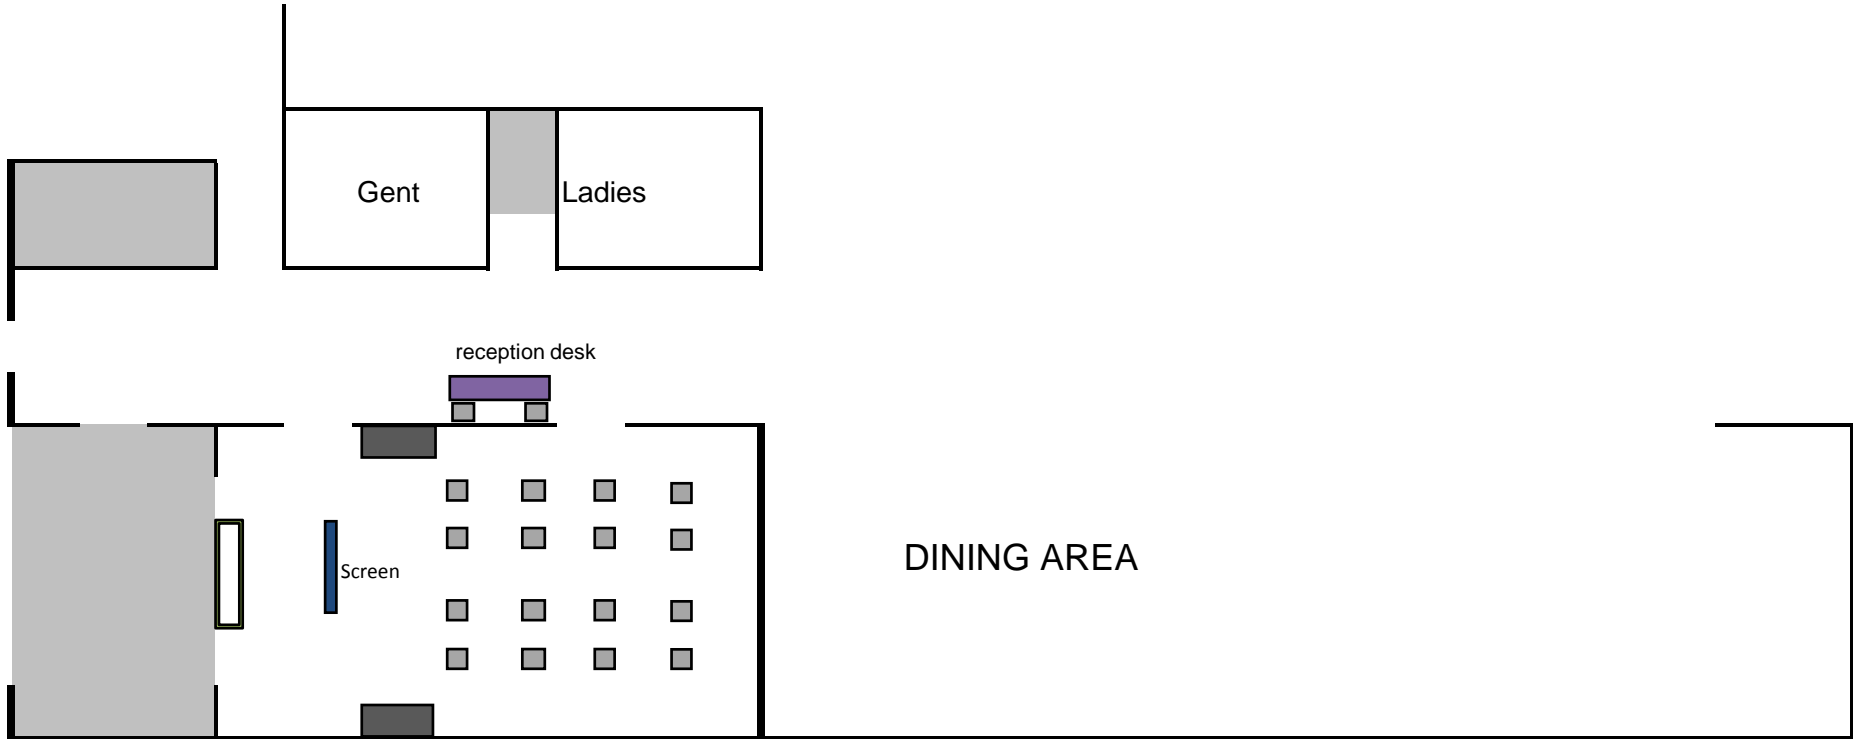 Gent
Ladies
reception desk
Screen
DINING AREA